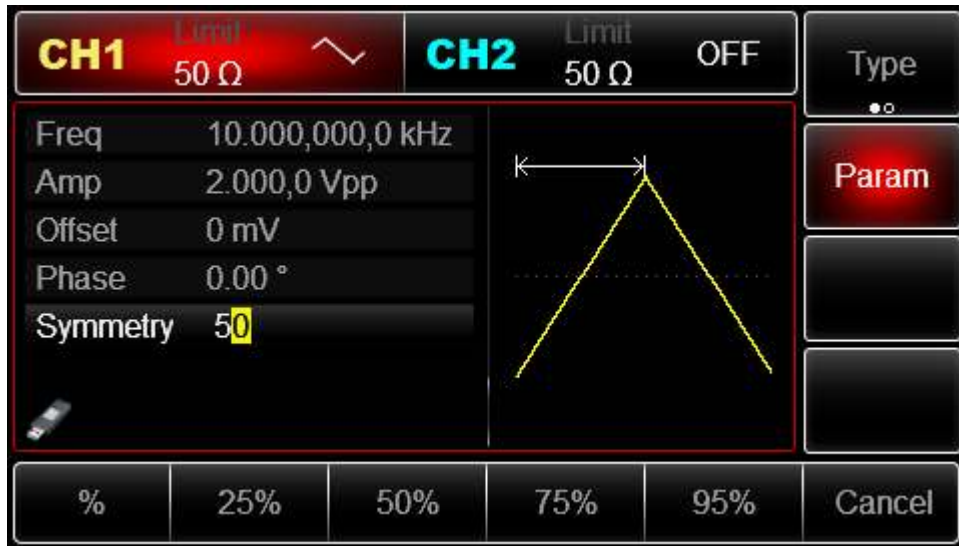 CH1 Limit 50 Ω
CH2 Limit 50 Ω OFF
Type
Freq 10.000,000,0 kHz
Amp 2.000,0 Vpp
Offset 0 mV
Phase 0.00 °
Symmetry 50
Param
% 25% 50% 75% 95% Cancel